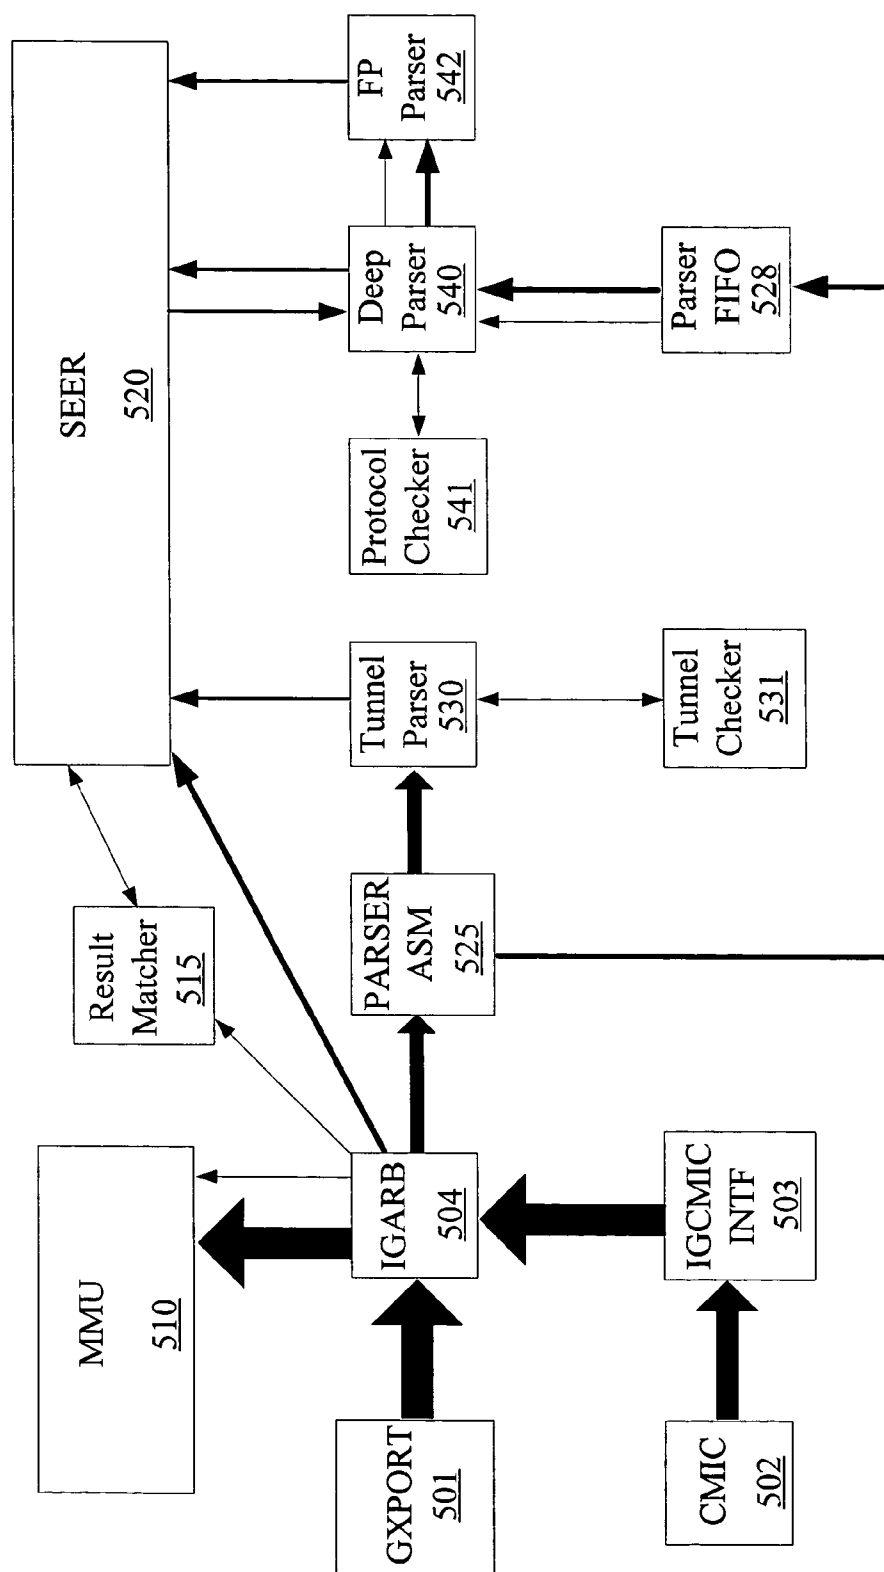 MMU
510
Result
Matcher
515
SEER
520
GXPORT
501
IGARB
504
PARSER
ASM
525
Tunnel
Parser
530
Protocol
Checker
541
Deep
Parser
540
FP
Parser
542
CMIC
502
IGCMIC
INTF
503
Tunnel
Checker
531
Parser
FIFO
528